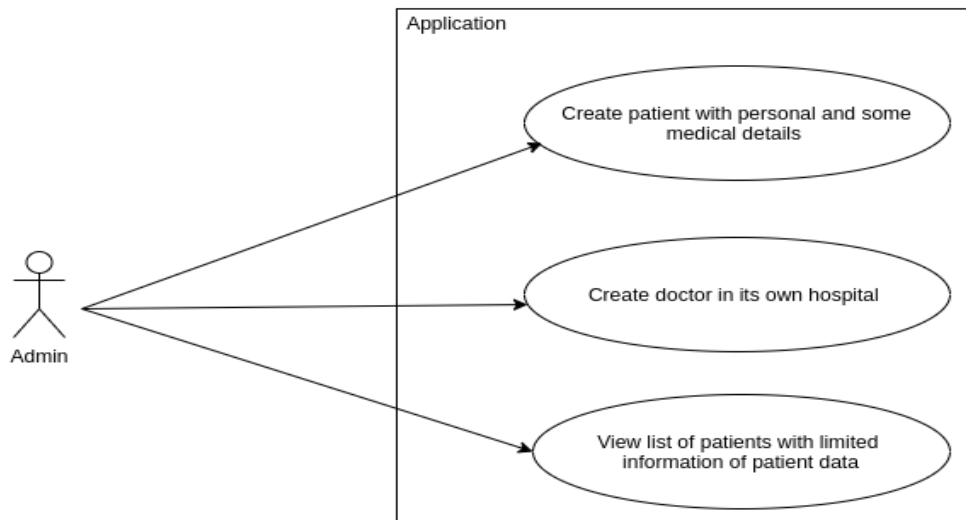 Application
Create patient with personal and some
medical details
Create doctor in its own hospital
Admin
View list of patients with limited
information of patient data